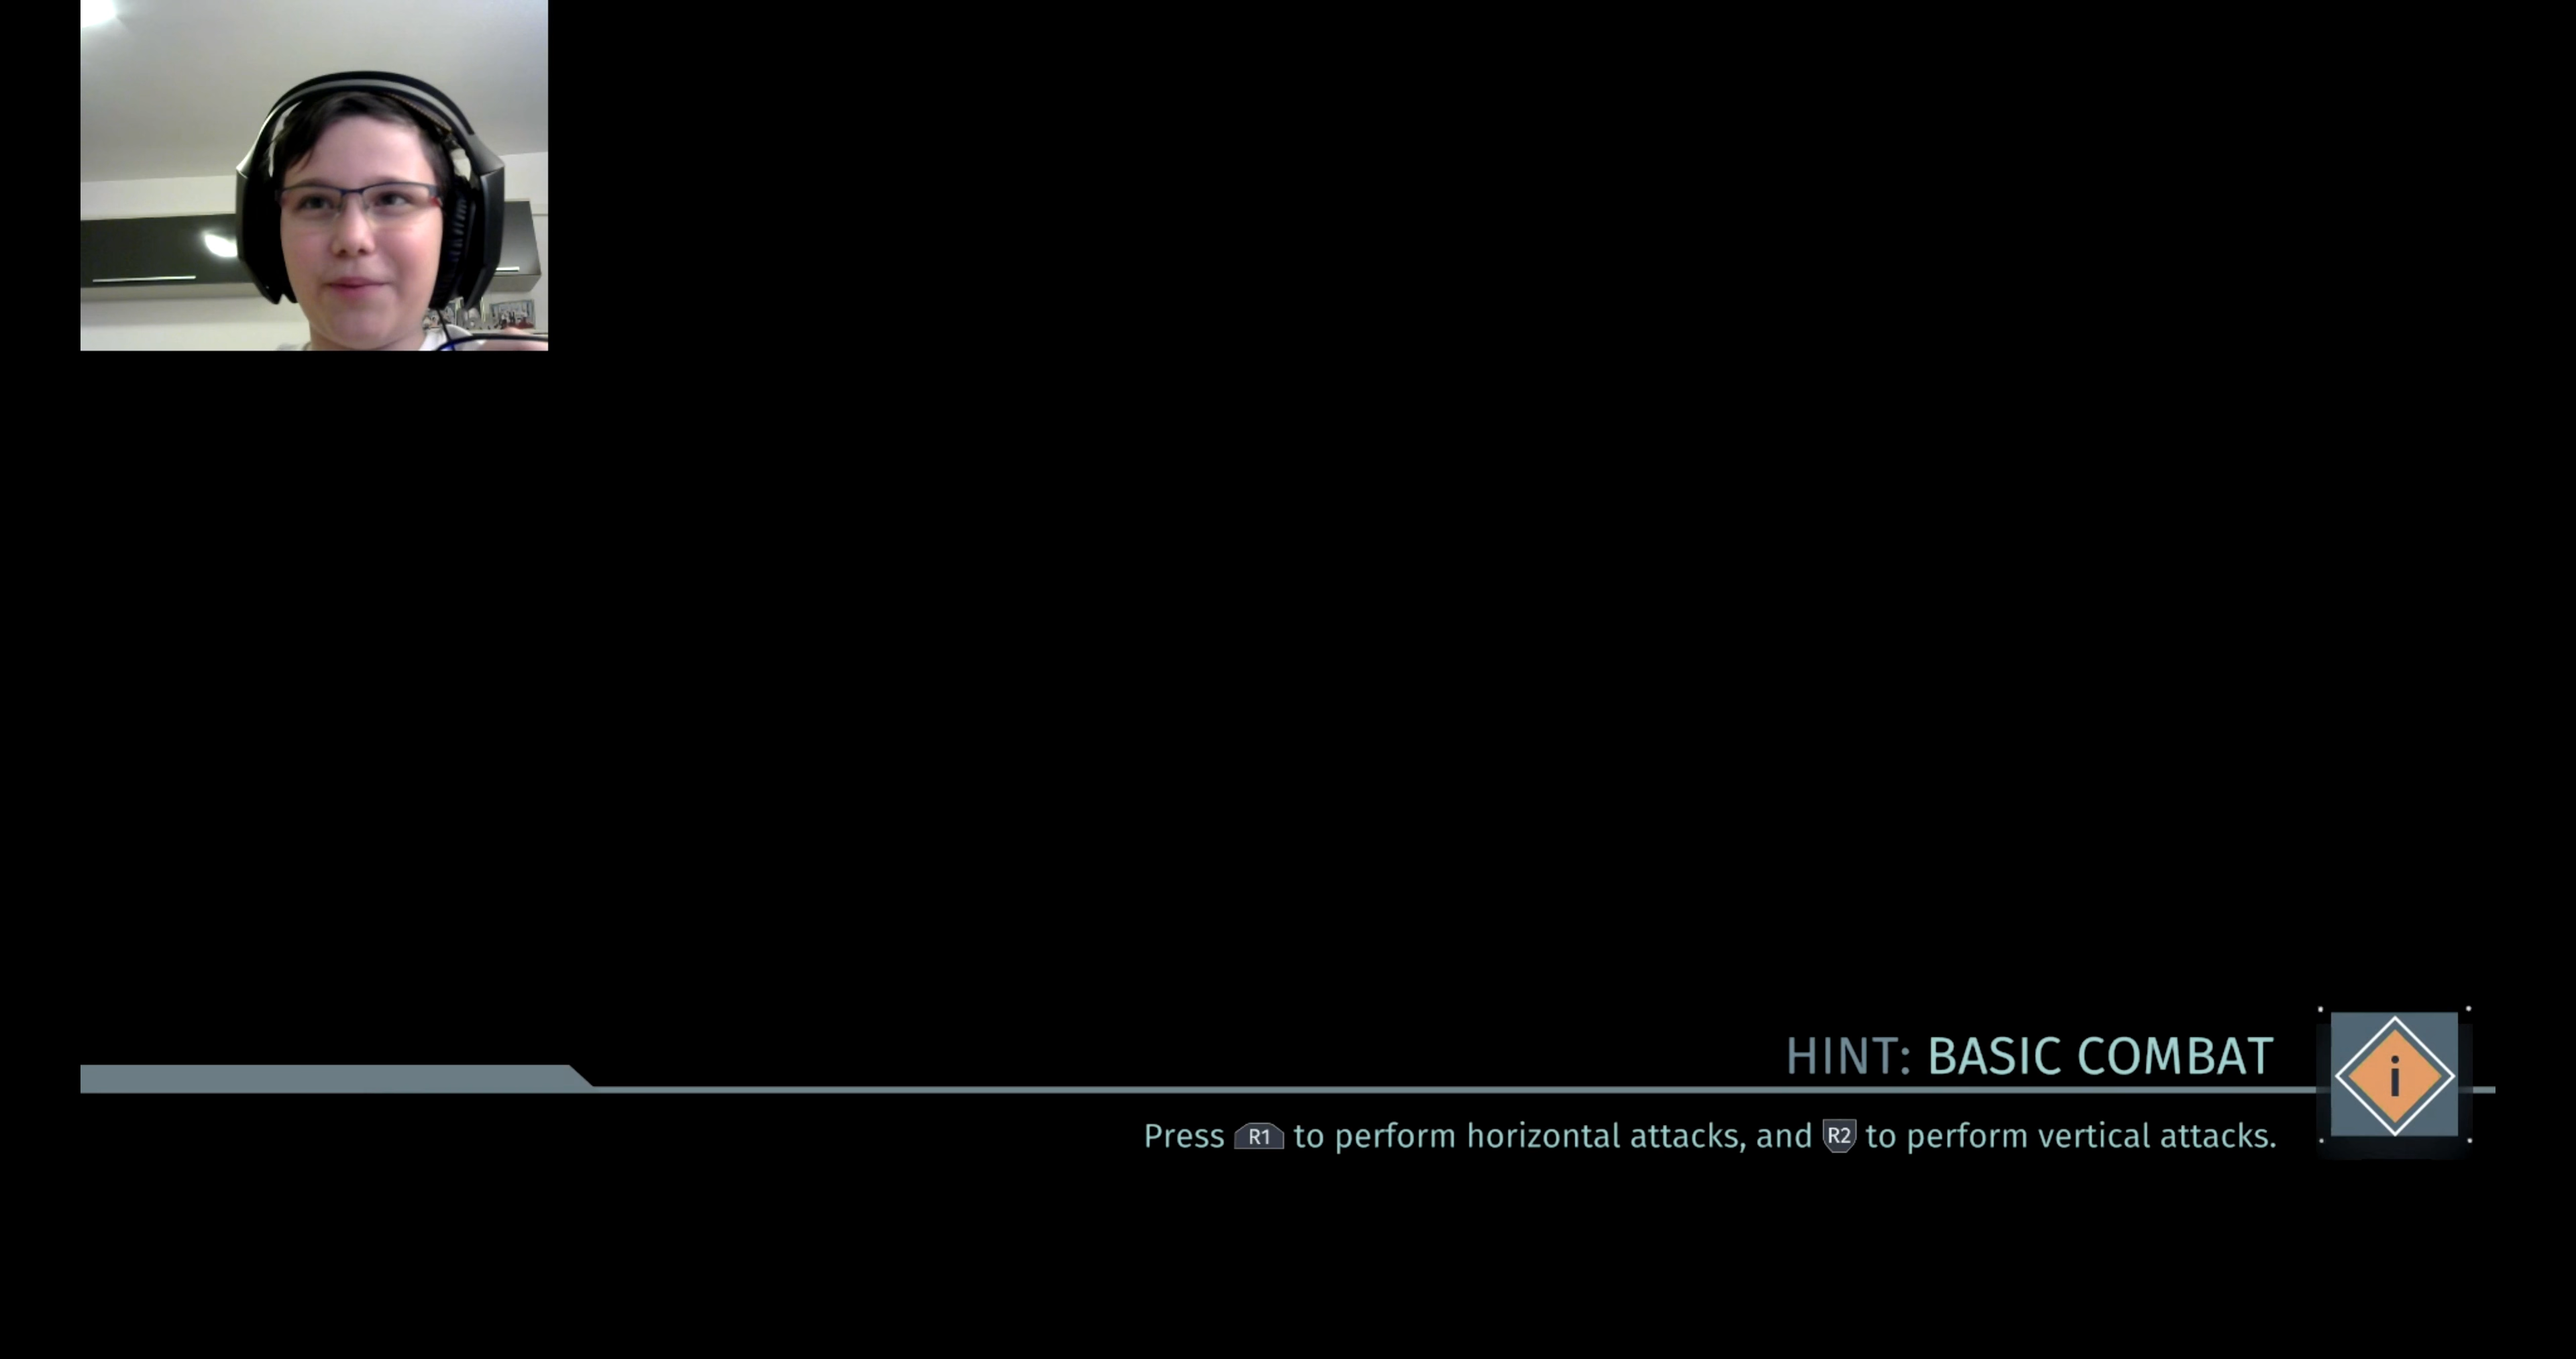 HINT: BASIC COMBAT
i
Press R1 to perform horizontal attacks, and R2 to perform vertical attacks.